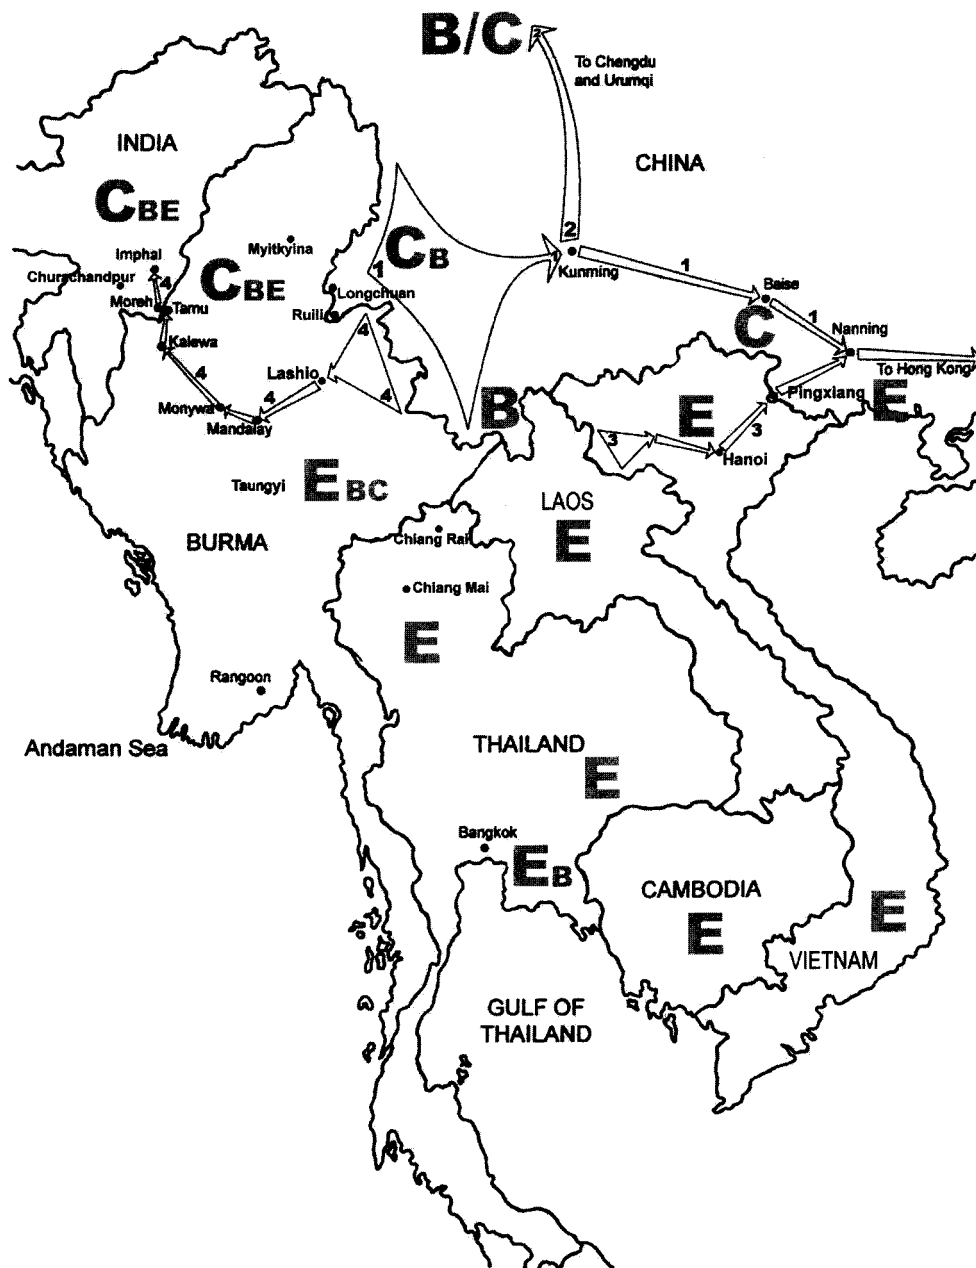 B/C
2
To Chengdu
and Urumqi
INDIA
CHINA
CBE
Imphal
Myitkyina
CB
2
Kunming
1
Churachandpur
4
CBE
1
Longchuan
Baise
Moreh
Tamu
Ruili
C
1
Nanning
4
Kalewa
To Hong Kong
Lashio
Pingxiang
E
4
4
4
B
E
Monywa
Mandalay
3
3
Hanoi
Taungyi
EBC
LAOS
BURMA
E
Chiang Rai
Chiang Mai
E
Rangoon
Andaman Sea
THAILAND
E
Bangkok
EB
CAMBODIA
E
E
VIETNAM
GULF OF
THAILAND